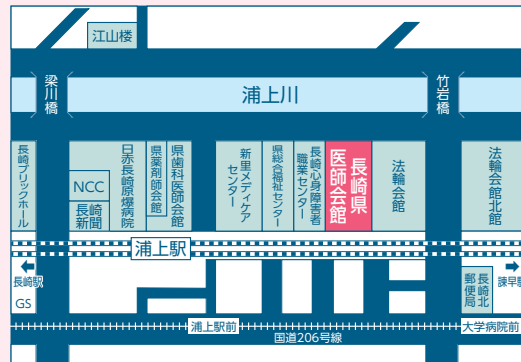 江山楼
梁川橋
浦上川
竹岩橋
長崎ブリックホール
NCC
長崎
新聞
日赤長崎原爆病院
県薬剤師会館
県歯科医師会館
新里メディケア
センター
県総合福祉センター
長崎心身障害者
職業センター
長崎県
医師会館
法輪会館
法輪会館北館
浦上駅
長崎駅
GS
長崎北
郵便局
諫早駅
浦上駅前
国道206号線
大学病院前